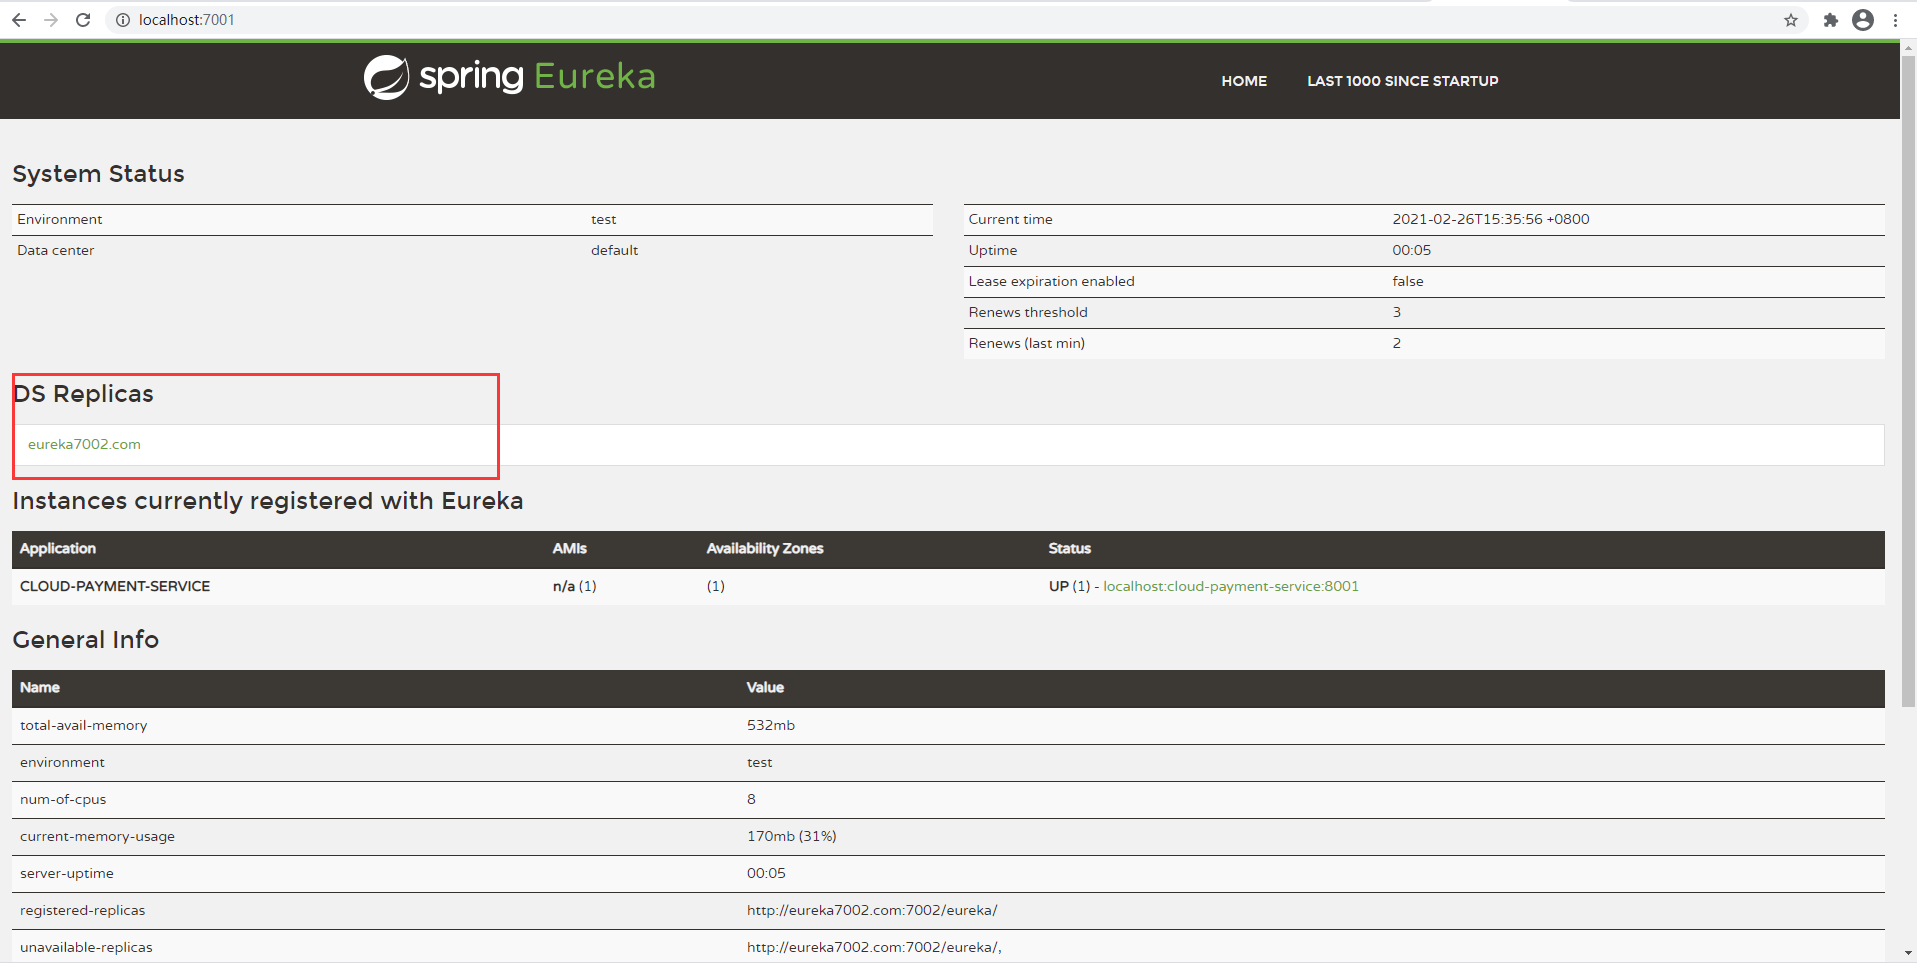 localhost:7001
spring Eureka
HOME LAST 1000 SINCE STARTUP
System Status
Environment test
Data center default
Current time 2021-02-26T15:35:56 +0800
Uptime 00:05
Lease expiration enabled false
Renews threshold 3
Renews (last min) 2
DS Replicas
eureka7002.com
Instances currently registered with Eureka
Application AMIs Availability Zones Status
CLOUD-PAYMENT-SERVICE n/a (1) (1) UP (1) - localhost:cloud-payment-service:8001
General Info
Name Value
total-avail-memory 532mb
environment test
num-of-cpus 8
current-memory-usage 170mb (31%)
server-uptime 00:05
registered-replicas http://eureka7002.com:7002/eureka/
unavailable-replicas http://eureka7002.com:7002/eureka/,